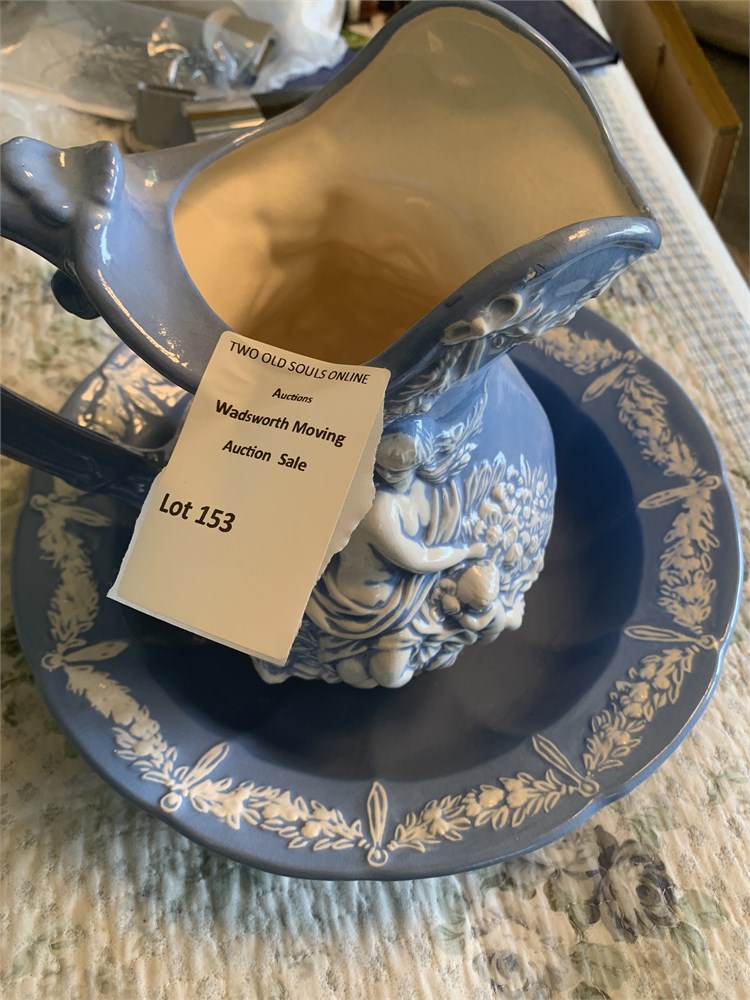 TWO OLD SOULS ONLINE
Auctions
Wadsworth Moving
Auction Sale
Lot 153